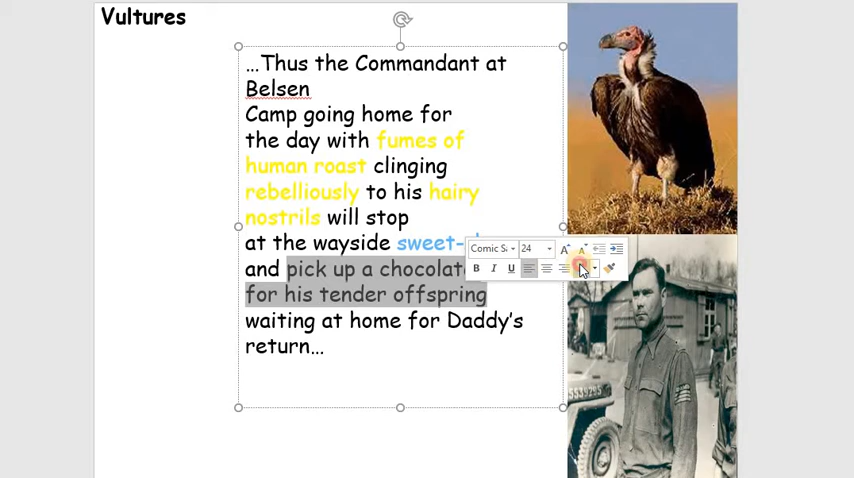 Vultures
...Thus the Commandant at
Belsen
Camp going home for
the day with fumes of
human roast clinging
rebelliously to his hairy
nostrils will stop
at the wayside sweet-
and pick up a chocolate
for his tender offspring
waiting at home for Daddy's
return...
Comic S
24
B I U